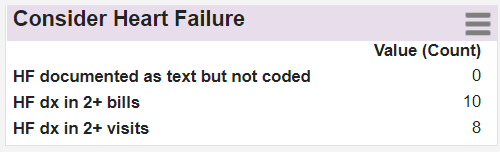 Consider Heart Failure
Value (Count)
HF documented as text but not coded 0
HF dx in 2+ bills 10
HF dx in 2+ visits 8